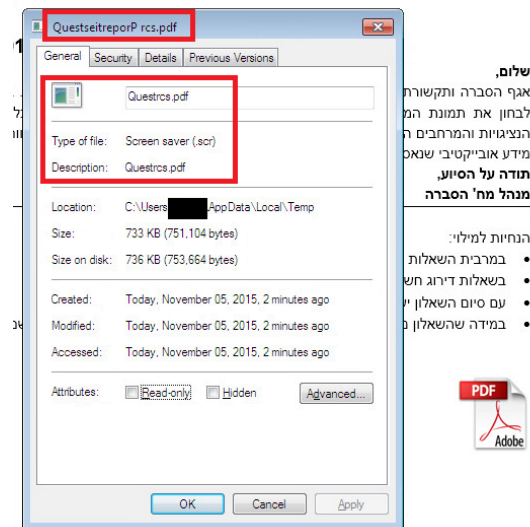 QuestseitreporP rcs.pdf
General Security Details Previous Versions
Questrcs.pdf
Type of file: Screen saver (.scr)
Description: Questrcs.pdf
Location: C:\Users AppData\Local\Temp
Size: 733 KB (751,104 bytes)
Size on disk: 736 KB (753,664 bytes)
Created: Today, November 05, 2015, 2 minutes ago
Modified: Today, November 05, 2015, 2 minutes ago
Accessed: Today, November 05, 2015, 2 minutes ago
Attributes: Read-only Hidden Advanced...
OK Cancel Apply
שלום,
אגף הסברה ותקשורת
לבחון את תמונת
הנציגויות והמרחבים
מידע אובייקטיבי
תודה על הסיוע,
מנהל מח' הסברה
הנחיות למילוי:
• במרבית השאלות
• בשאלות דירוג
• עם סיום השאלון
• במידה שהשאלון
PDF
Adobe